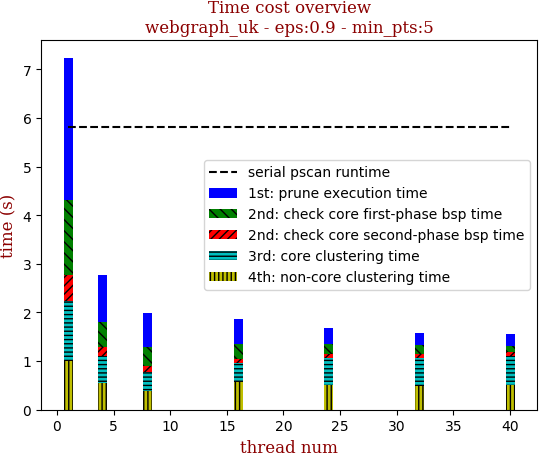 Time cost overview
webgraph_uk - eps:0.9 - min_pts:5
time (s)
7
6
5
4
3
2
1
0
serial pscan runtime
1st: prune execution time
2nd: check core first-phase bsp time
2nd: check core second-phase bsp time
3rd: core clustering time
4th: non-core clustering time
0 5 10 15 20 25 30 35 40
thread num